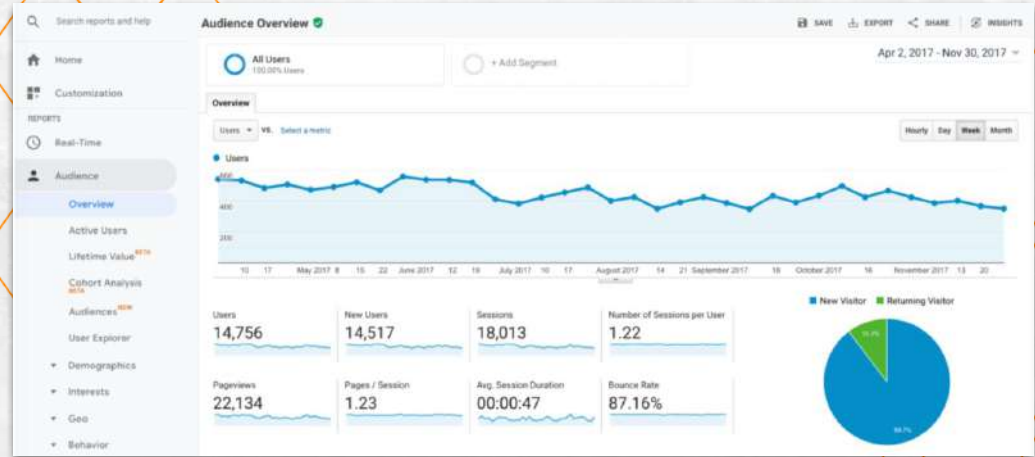 Search reports and help
Audience Overview
SAVE EXPORT SHARE INSIGHTS
Home
Customization
REPORTS
Real-Time
Audience
Overview
Active Users
Lifetime Value BETA
Cohort Analysis
BETA
Audiences NEW
User Explorer
Demographics
Interests
Geo
Behavior
All Users
100.00% Users
+ Add Segment
Apr 2, 2017 - Nov 30, 2017
Overview
Users VS. Select a metric
Hourly Day Week Month
Users
600
400
200
10 17 May 2017 8 15 22 June 2017 12 19 July 2017 10 17 August 2017 14 21 September 2017 18 October 2017 16 November 2017 13 20
New Visitor Returning Visitor
Users
14,756
New Users
14,517
Sessions
18,013
Number of Sessions per User
1.22
Pageviews
22,134
Pages / Session
1.23
Avg. Session Duration
00:00:47
Bounce Rate
87.16%